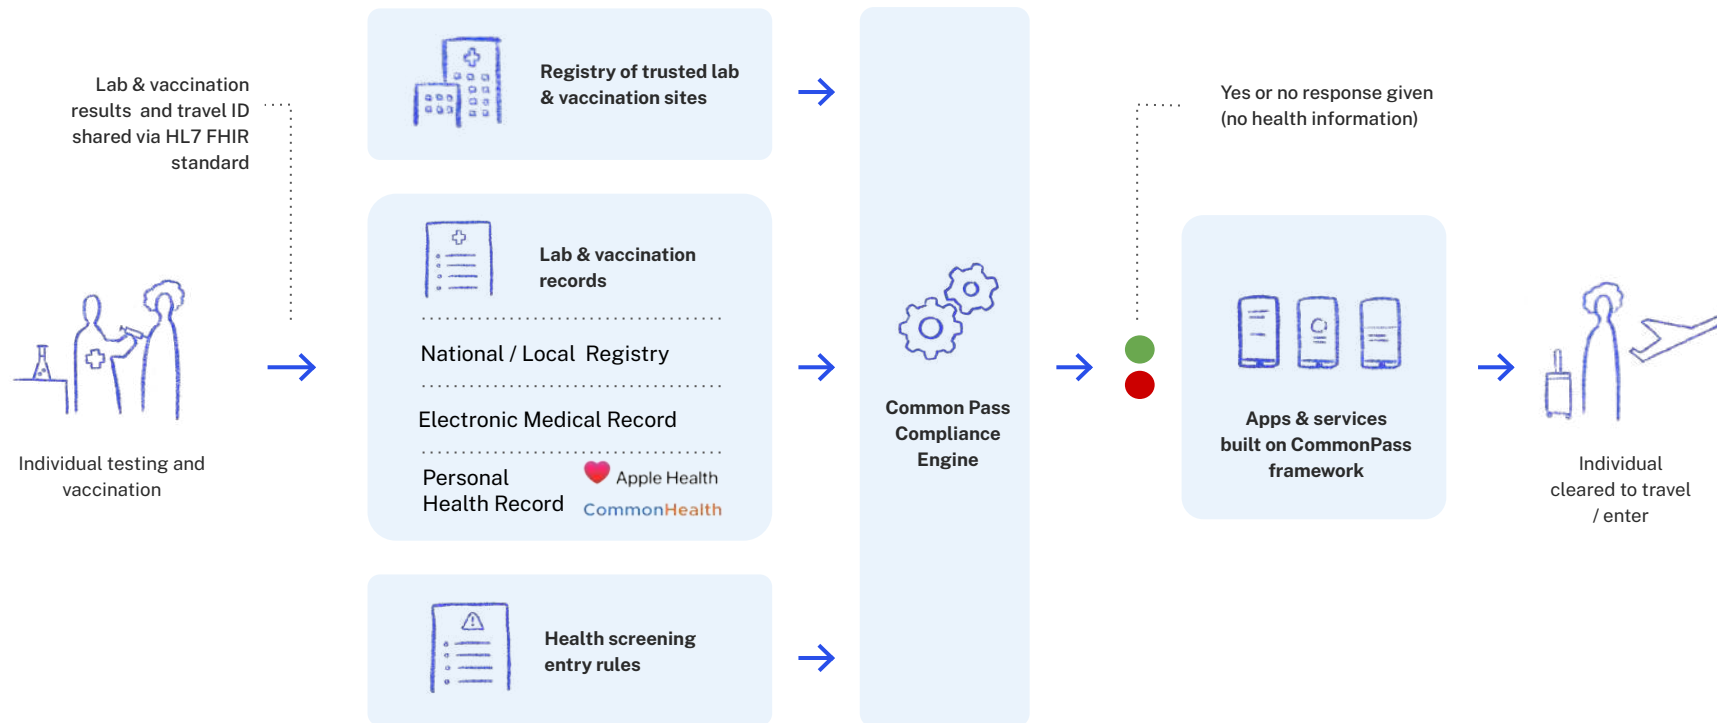 Lab & vaccination
results and travel ID
shared via HL7 FHIR
standard
Individual testing and
vaccination
Registry of trusted lab
& vaccination sites
Lab & vaccination
records
National / Local Registry
Electronic Medical Record
Personal
Health Record
Apple Health
CommonHealth
Health screening
entry rules
Common Pass
Compliance
Engine
Yes or no response given
(no health information)
Apps & services
built on CommonPass
framework
Individual
cleared to travel
/ enter